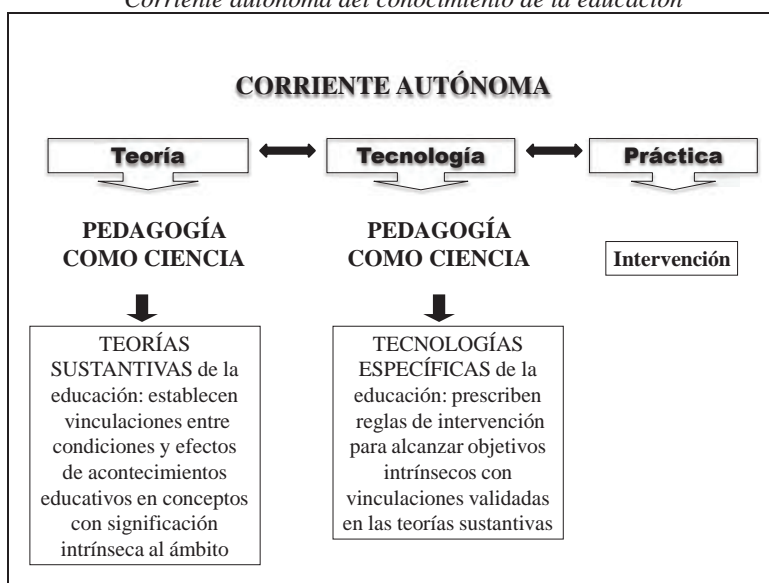 Corriente autónoma del conocimiento de la educación
CORRIENTE AUTÓNOMA
Teoría
Tecnología
Práctica
PEDAGOGÍA
COMO CIENCIA
PEDAGOGÍA
COMO CIENCIA
Intervención
TEORÍAS
SUSTANTIVAS de la
educación: establecen
vinculaciones entre
condiciones y efectos
de acontecimientos
educativos en conceptos
con significación
intrínseca al ámbito
TECNOLOGÍAS
ESPECÍFICAS de la
educación: prescriben
reglas de intervención
para alcanzar objetivos
intrínsecos con
vinculaciones validadas
en las teorías sustantivas